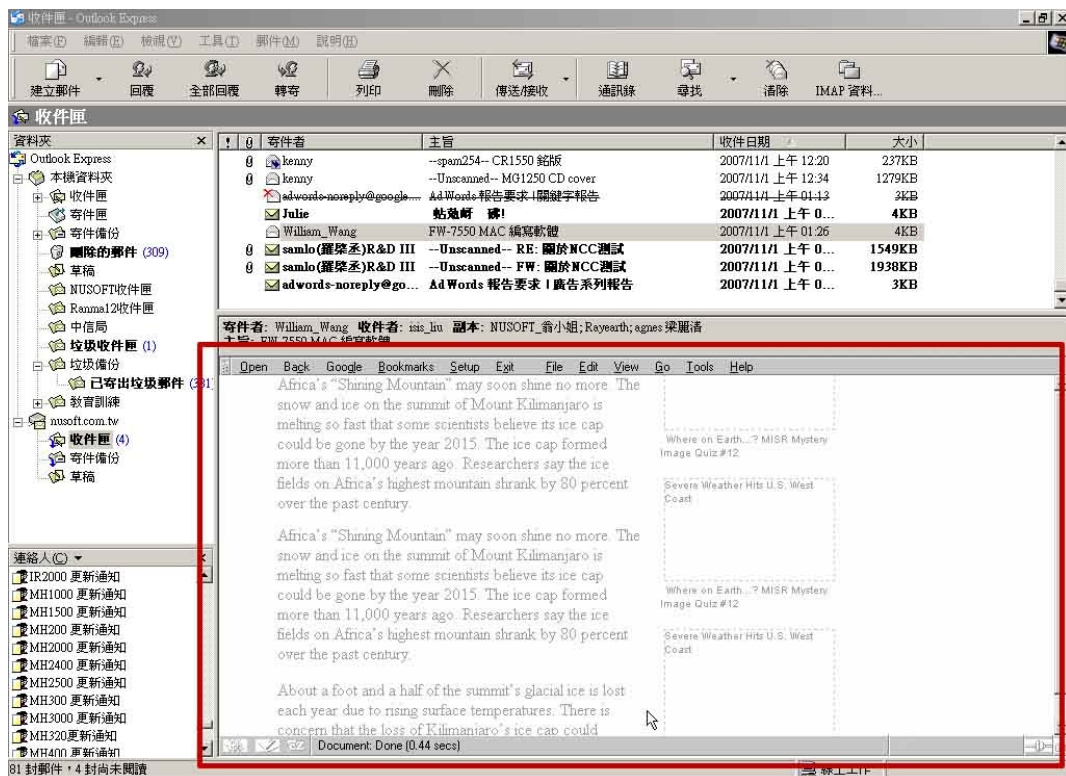 收件匣 - Outlook Express
檔案(F) 編輯(E) 檢視(V) 工具(T) 郵件(M) 說明(H)
建立郵件 回覆 全部回覆 轉寄 列印 刪除 傳送/接收 通訊錄 尋找 清除 IMAP 資料...
收件匣
資料夾
Outlook Express
本機資料夾
收件匣
寄件匣
寄件備份
刪除的郵件 (309)
草稿
NUSOFT收件匣
Ranma12收件匣
中信局
垃圾收件匣 (1)
垃圾備份
已寄出垃圾郵件
教育訓練
nusoft.com.tw
收件匣 (4)
寄件備份
草稿
連絡人(C)
IR2000 更新通知
MH1000 更新通知
MH1500 更新通知
MH200 更新通知
MH2000 更新通知
MH2400 更新通知
MH2500 更新通知
MH300 更新通知
MH3000 更新通知
MH320更新通知
MH400 更新通知
寄件者 主旨 收件日期 大小
kenny --spam254-- CR1550 銘版 2007/11/1 上午 12:20 237KB
kenny --Unscanned-- MG1250 CD cover 2007/11/1 上午 12:34 1279KB
adwords-noreply@google.... AdWords 報告要求 | 關鍵字報告 2007/11/1 上午 01:13 3KB
Julie 2007/11/1 上午 0... 4KB
William_Wang FW-7550 MAC 編寫軟體 2007/11/1 上午 01:26 4KB
samlo(羅棨丞)R&D III --Unscanned-- RE: 關於NCC測試 2007/11/1 上午 0... 1549KB
samlo(羅棨丞)R&D III --Unscanned-- FW: 關於NCC測試 2007/11/1 上午 0... 1938KB
adwords-noreply@go... AdWords 報告要求 | 廣告系列報告 2007/11/1 上午 0... 3KB
寄件者: William_Wang 收件者: isis_liu 副本: NUSOFT_翁小姐; Rayearth; agnes 梁麗清
主旨: FW-7550 MAC 編寫軟體
Open Back Google Bookmarks Setup Exit File Edit View Go Tools Help
Africa's "Shining Mountain" may soon shine no more. The
snow and ice on the summit of Mount Kilimanjaro is
melting so fast that some scientists believe its ice cap
could be gone by the year 2015. The ice cap formed
more than 11,000 years ago. Researchers say the ice
fields on Africa's highest mountain shrank by 80 percent
over the past century.
Africa's "Shining Mountain" may soon shine no more. The
snow and ice on the summit of Mount Kilimanjaro is
melting so fast that some scientists believe its ice cap
could be gone by the year 2015. The ice cap formed
more than 11,000 years ago. Researchers say the ice
fields on Africa's highest mountain shrank by 80 percent
over the past century.
About a foot and a half of the summit's glacial ice is lost
each year due to rising surface temperatures. There is
concern that the loss of Kilimanjaro's ice cap could
Where on Earth...? MISR Mystery
Image Quiz #12
Severe Weather Hits U.S. West
Coast
Where on Earth...? MISR Mystery
Image Quiz #12
Severe Weather Hits U.S. West
Coast
Document: Done (0.44 secs)
81 封郵件，4 封尚未閱讀
線上工作